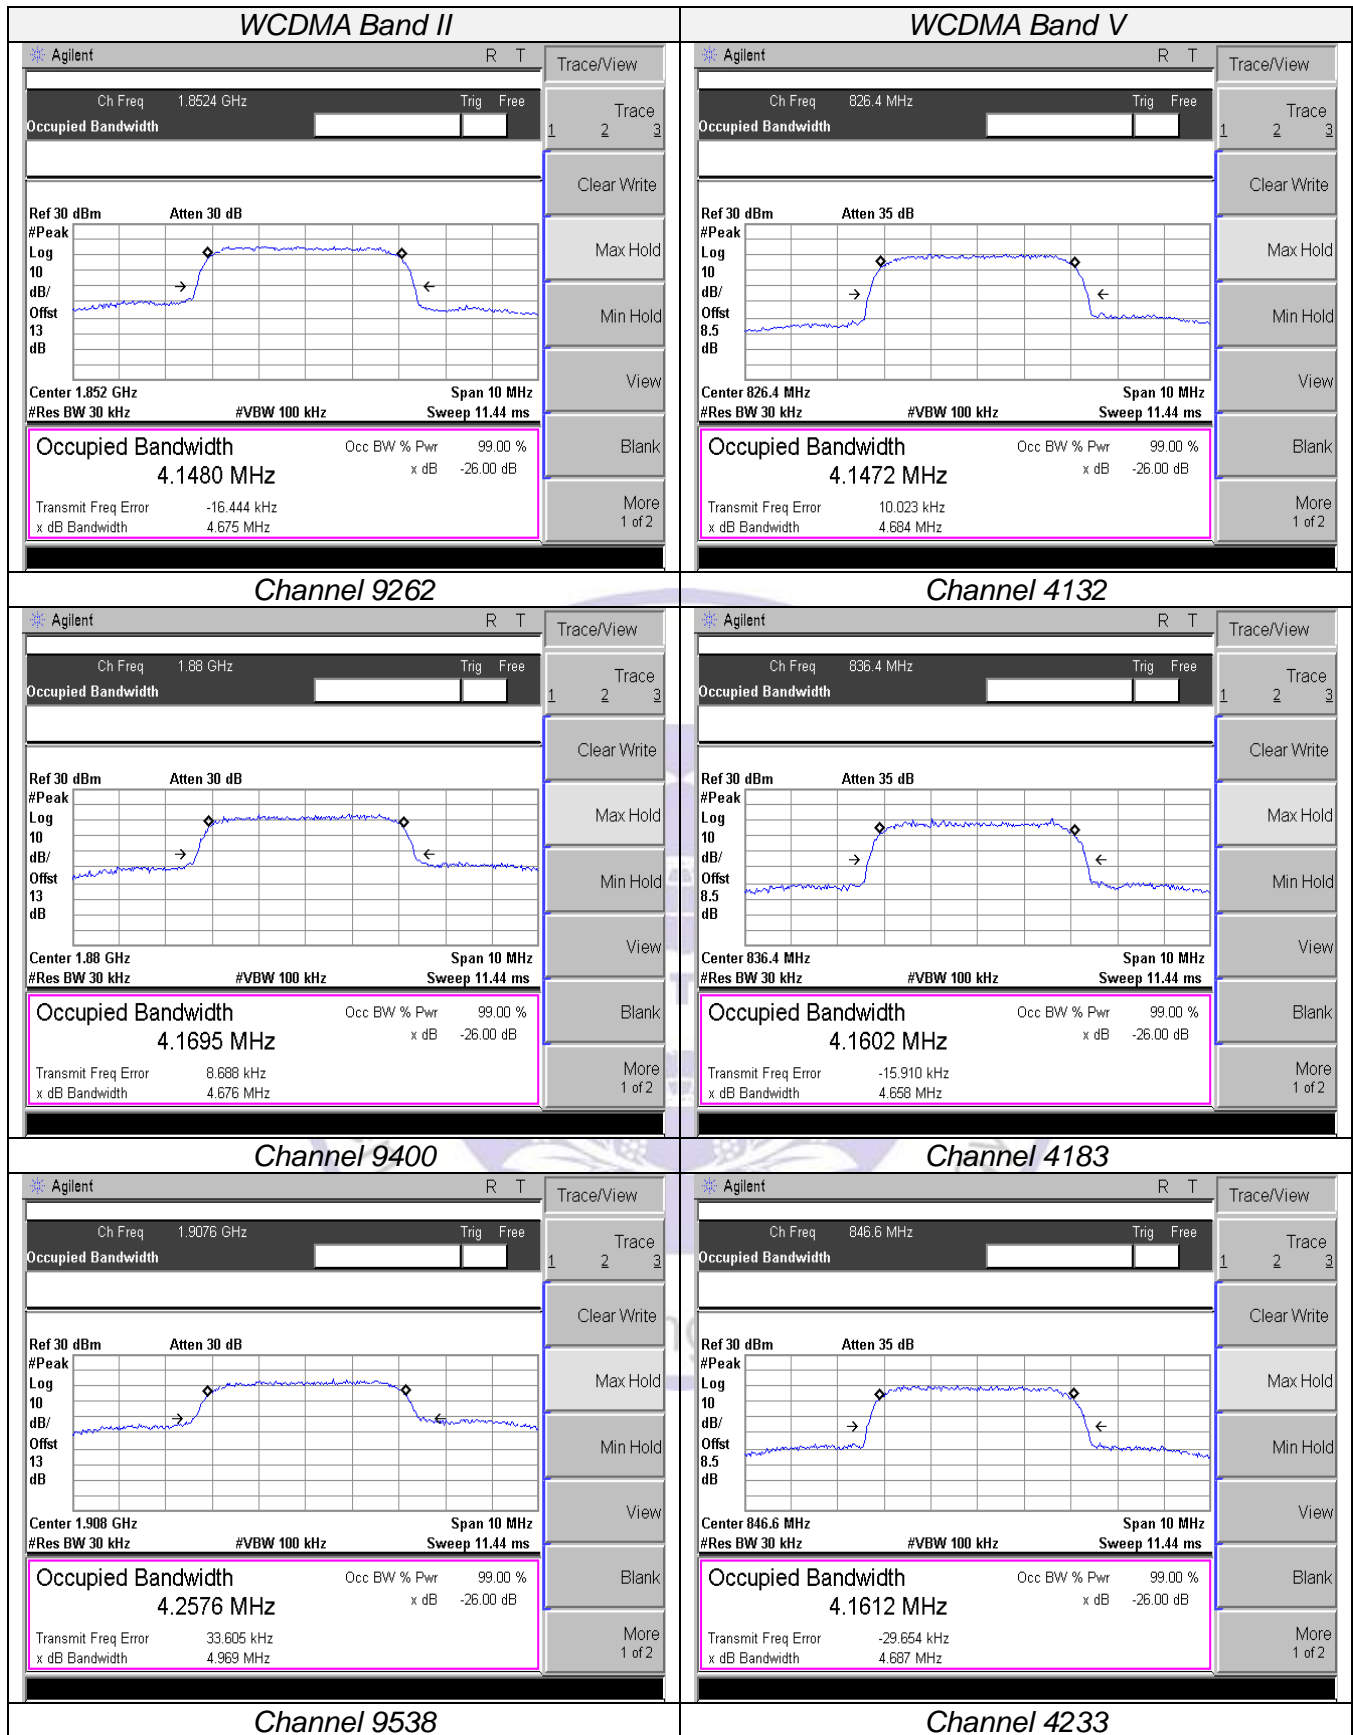 WCDMA Band II
WCDMA Band V
Agilent R T
Trace/View
Ch Freq 1.8524 GHz Trig Free
Occupied Bandwidth
Trace
1 2 3
Clear Write
Ref 30 dBm Atten 30 dB
#Peak
Log
10
dB/
Offst
13
dB
Max Hold
Min Hold
View
Center 1.852 GHz Span 10 MHz
#Res BW 30 kHz #VBW 100 kHz Sweep 11.44 ms
Occupied Bandwidth Occ BW % Pwr 99.00 %
4.1480 MHz x dB -26.00 dB
Blank
Transmit Freq Error -16.444 kHz
x dB Bandwidth 4.675 MHz
More
1 of 2
Agilent R T
Trace/View
Ch Freq 826.4 MHz Trig Free
Occupied Bandwidth
Trace
1 2 3
Clear Write
Ref 30 dBm Atten 35 dB
#Peak
Log
10
dB/
Offst
8.5
dB
Max Hold
Min Hold
View
Center 826.4 MHz Span 10 MHz
#Res BW 30 kHz #VBW 100 kHz Sweep 11.44 ms
Occupied Bandwidth Occ BW % Pwr 99.00 %
4.1472 MHz x dB -26.00 dB
Blank
Transmit Freq Error 10.023 kHz
x dB Bandwidth 4.684 MHz
More
1 of 2
Channel 9262
Channel 4132
Agilent R T
Trace/View
Ch Freq 1.88 GHz Trig Free
Occupied Bandwidth
Trace
1 2 3
Clear Write
Ref 30 dBm Atten 30 dB
#Peak
Log
10
dB/
Offst
13
dB
Max Hold
Min Hold
View
Center 1.88 GHz Span 10 MHz
#Res BW 30 kHz #VBW 100 kHz Sweep 11.44 ms
Occupied Bandwidth Occ BW % Pwr 99.00 %
4.1695 MHz x dB -26.00 dB
Blank
Transmit Freq Error 8.688 kHz
x dB Bandwidth 4.676 MHz
More
1 of 2
Agilent R T
Trace/View
Ch Freq 836.4 MHz Trig Free
Occupied Bandwidth
Trace
1 2 3
Clear Write
Ref 30 dBm Atten 35 dB
#Peak
Log
10
dB/
Offst
8.5
dB
Max Hold
Min Hold
View
Center 836.4 MHz Span 10 MHz
#Res BW 30 kHz #VBW 100 kHz Sweep 11.44 ms
Occupied Bandwidth Occ BW % Pwr 99.00 %
4.1602 MHz x dB -26.00 dB
Blank
Transmit Freq Error -15.910 kHz
x dB Bandwidth 4.658 MHz
More
1 of 2
Channel 9400
Channel 4183
Agilent R T
Trace/View
Ch Freq 1.9076 GHz Trig Free
Occupied Bandwidth
Trace
1 2 3
Clear Write
Ref 30 dBm Atten 30 dB
#Peak
Log
10
dB/
Offst
13
dB
Max Hold
Min Hold
View
Center 1.908 GHz Span 10 MHz
#Res BW 30 kHz #VBW 100 kHz Sweep 11.44 ms
Occupied Bandwidth Occ BW % Pwr 99.00 %
4.2576 MHz x dB -26.00 dB
Blank
Transmit Freq Error 33.605 kHz
x dB Bandwidth 4.969 MHz
More
1 of 2
Agilent R T
Trace/View
Ch Freq 846.6 MHz Trig Free
Occupied Bandwidth
Trace
1 2 3
Clear Write
Ref 30 dBm Atten 35 dB
#Peak
Log
10
dB/
Offst
8.5
dB
Max Hold
Min Hold
View
Center 846.6 MHz Span 10 MHz
#Res BW 30 kHz #VBW 100 kHz Sweep 11.44 ms
Occupied Bandwidth Occ BW % Pwr 99.00 %
4.1612 MHz x dB -26.00 dB
Blank
Transmit Freq Error -29.654 kHz
x dB Bandwidth 4.687 MHz
More
1 of 2
Channel 9538
Channel 4233